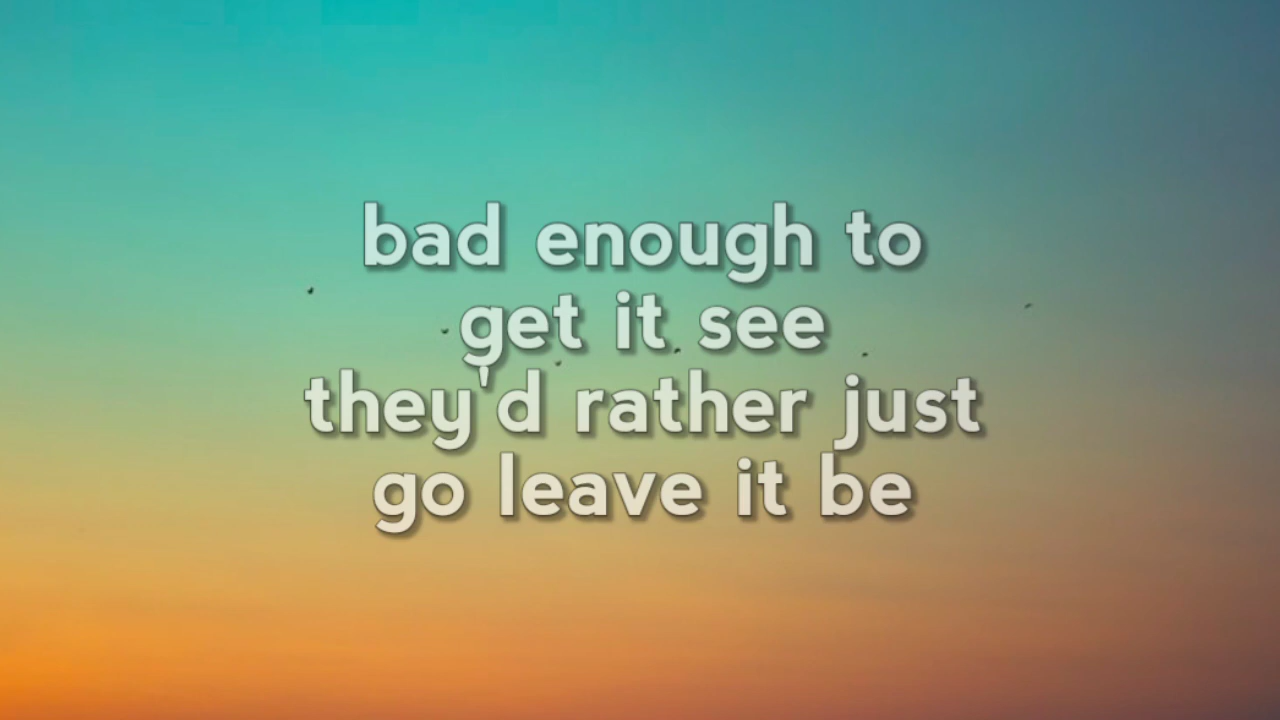 bad enough to
get it see
they'd rather just
go leave it be